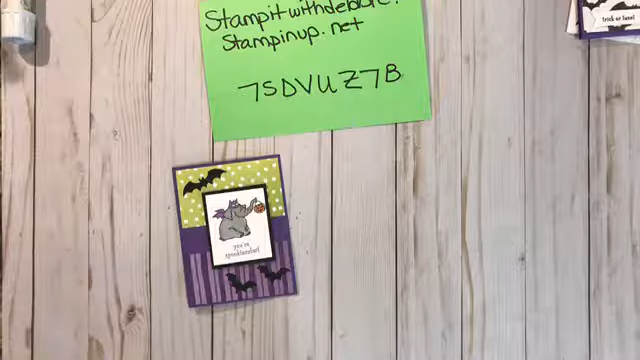 Stampitwithdebbie.
Stampinup.net
7SDVUZ7B
trick or treat
you're
spooktacular!